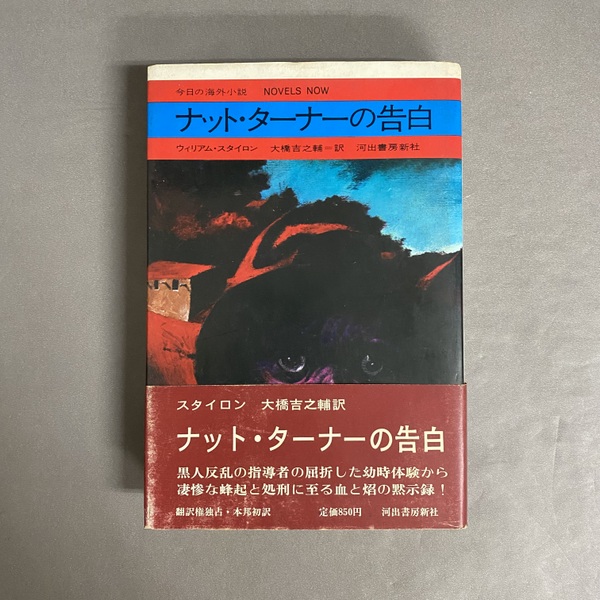 今日の海外小説 NOVELS NOW
ナット・ターナーの告白
ウィリアム・スタイロン 大橋吉之輔＝訳 河出書房新社
スタイロン 大橋吉之輔訳
ナット・ターナーの告白
黒人反乱の指導者の屈折した幼時体験から
凄惨な蜂起と処刑に至る血と焰の黙示録！
翻訳権独占・本邦初訳 定価850円 河出書房新社